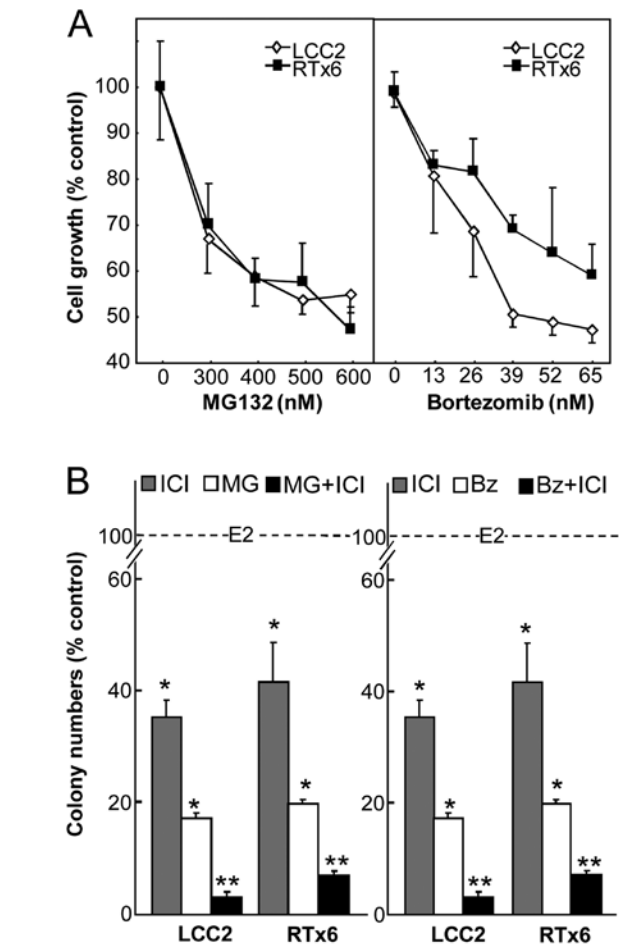 A
LCC2
RTx6
LCC2
RTx6
Cell growth (% control)
100
90
80
70
60
50
40
0 300 400 500 600
0 13 26 39 52 65
MG132 (nM)
Bortezomib (nM)
B
ICI MG MG+ICI
ICI Bz Bz+ICI
100 E2
100 E2
Colony numbers (% control)
60
40
20
0
60
40
20
0
* * ** * * **
* * ** * * **
LCC2 RTx6
LCC2 RTx6